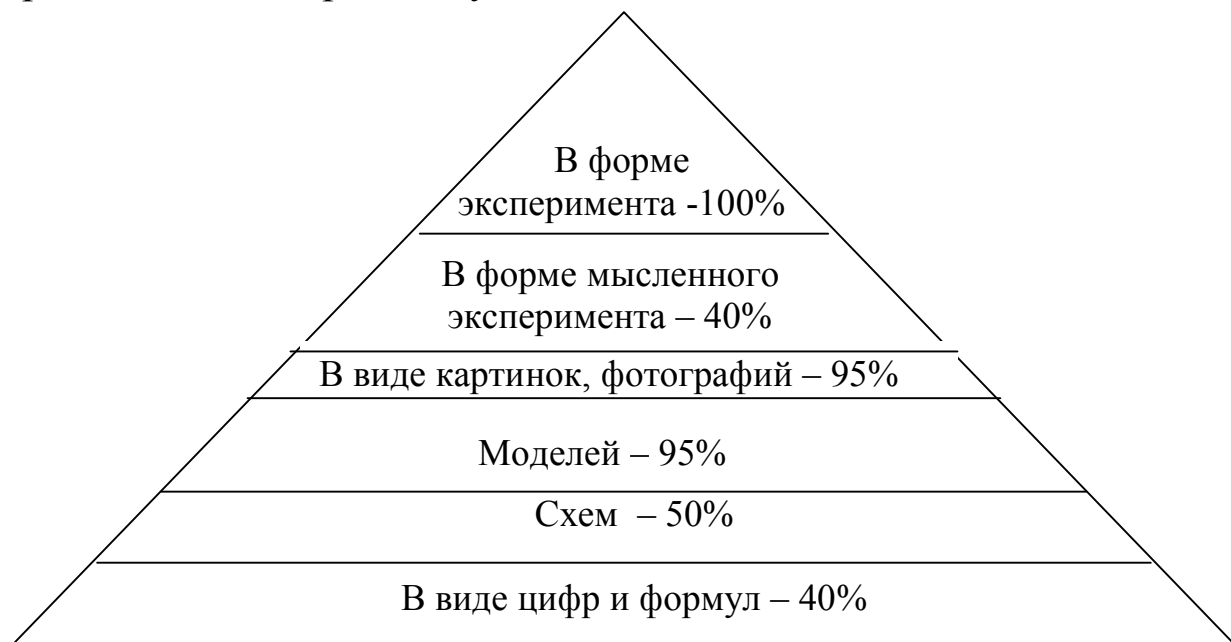 В форме
эксперимента -100%
В форме мысленного
эксперимента – 40%
В виде картинок, фотографий – 95%
Моделей – 95%
Схем – 50%
В виде цифр и формул – 40%